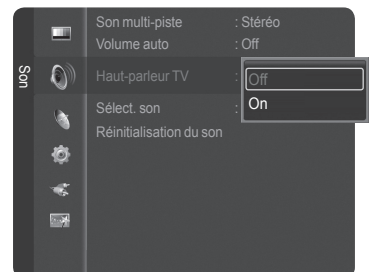 Son
Son multi-piste : Stéréo
Volume auto : Off
Haut-parleur TV : Off
On
Sélect. son :
Réinitialisation du son